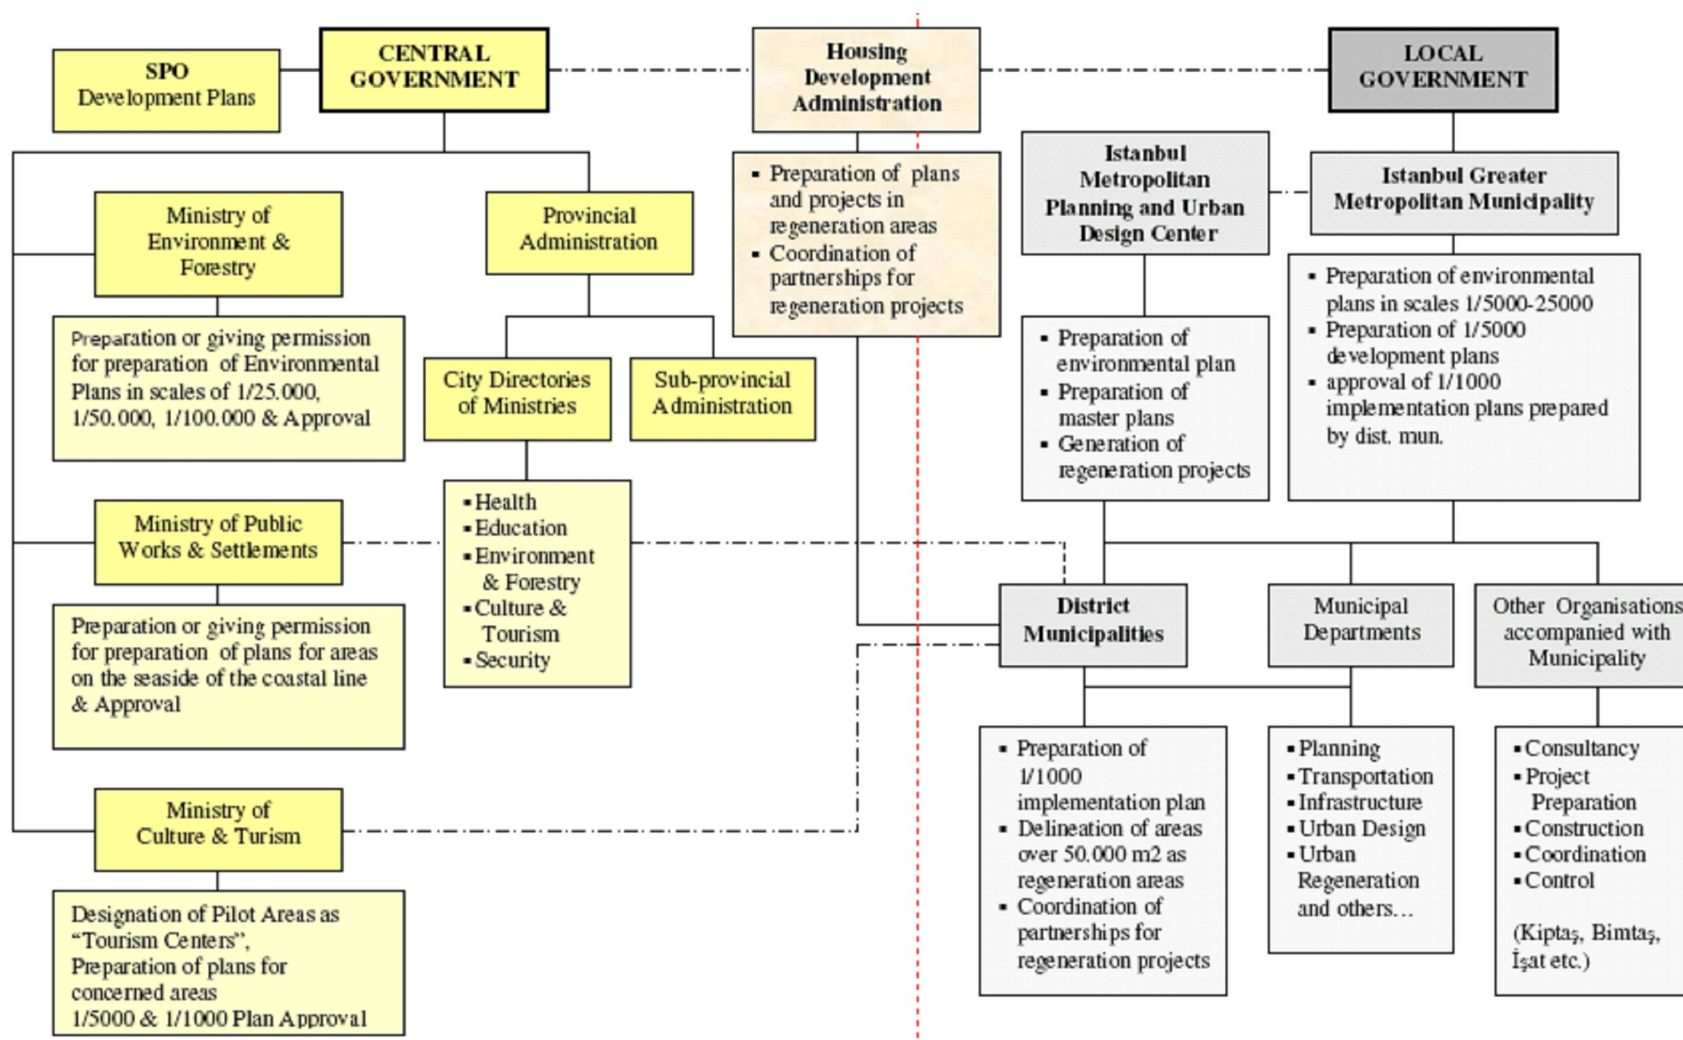 SPO
Development Plans
CENTRAL
GOVERNMENT
Housing
Development
Administration
LOCAL
GOVERNMENT
Ministry of
Environment &
Forestry
Preparation or giving permission
for preparation of Environmental
Plans in scales of 1/25.000,
1/50.000, 1/100.000 & Approval
Ministry of Public
Works & Settlements
Preparation or giving permission
for preparation of plans for areas
on the seaside of the coastal line
& Approval
Ministry of
Culture & Turism
Designation of Pilot Areas as
“Tourism Centers”,
Preparation of plans for
concerned areas
1/5000 & 1/1000 Plan Approval
Provincial
Administration
City Directories
of Ministries
Sub-provincial
Administration
▪Health
▪Education
▪Environment
& Forestry
▪Culture &
Tourism
▪Security
▪ Preparation of plans
and projects in
regeneration areas
▪ Coordination of
partnerships for
regeneration projects
Istanbul
Metropolitan
Planning and Urban
Design Center
▪ Preparation of
environmental plan
▪ Preparation of
master plans
▪ Generation of
regeneration projects
Istanbul Greater
Metropolitan Municipality
▪ Preparation of environmental
plans in scales 1/5000-25000
▪ Preparation of 1/5000
development plans
▪ approval of 1/1000
implementation plans prepared
by dist. mun.
District
Municipalities
▪ Preparation of
1/1000
implementation plan
▪ Delineation of areas
over 50.000 m2 as
regeneration areas
▪ Coordination of
partnerships for
regeneration projects
Municipal
Departments
▪Planning
▪Transportation
▪Infrastructure
▪Urban Design
▪Urban
Regeneration
and others…
Other Organisations
accompanied with
Municipality
▪Consultancy
▪Project
Preparation
▪Construction
▪Coordination
▪Control
(Kiptaş, Bimtaş,
İşat etc.)